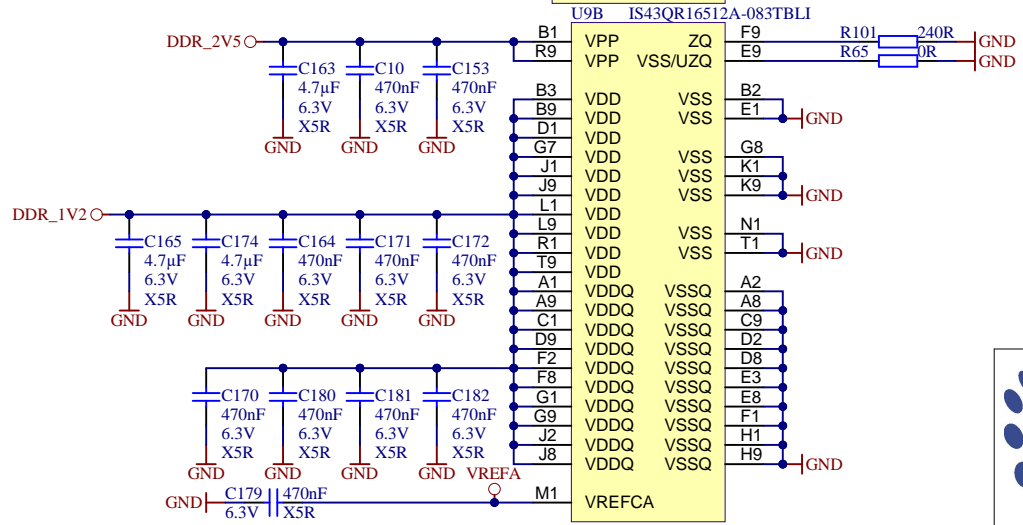 U9B IS43QR16512A-083TBLI
DDR_2V5 B1 VPP ZQ F9 R101 240R GND
R9 VPP VSS/UZQ E9 R65 0R GND
C163 C10 C153
4.7µF 470nF 470nF
6.3V 6.3V 6.3V
X5R X5R X5R
GND GND GND
B3 VDD VSS B2
B9 VDD VSS E1 GND
D1 VDD
G7 VDD VSS G8
J1 VDD VSS K1
J9 VDD VSS K9 GND
DDR_1V2 L1 VDD
L9 VDD VSS N1
R1 VDD VSS T1 GND
T9 VDD
C165 C174 C164 C171 C172
4.7µF 4.7µF 470nF 470nF 470nF
6.3V 6.3V 6.3V 6.3V 6.3V
X5R X5R X5R X5R X5R
GND GND GND GND GND
A1 VDDQ VSSQ A2
A9 VDDQ VSSQ A8
C1 VDDQ VSSQ C9
D9 VDDQ VSSQ D2
F2 VDDQ VSSQ D8
F8 VDDQ VSSQ E3
G1 VDDQ VSSQ E8
G9 VDDQ VSSQ F1
J2 VDDQ VSSQ H1
J8 VDDQ VSSQ H9 GND
C170 C180 C181 C182
470nF 470nF 470nF 470nF
6.3V 6.3V 6.3V 6.3V
X5R X5R X5R X5R
GND GND GND GND VREFA
GND C179 470nF M1 VREFCA
6.3V X5R